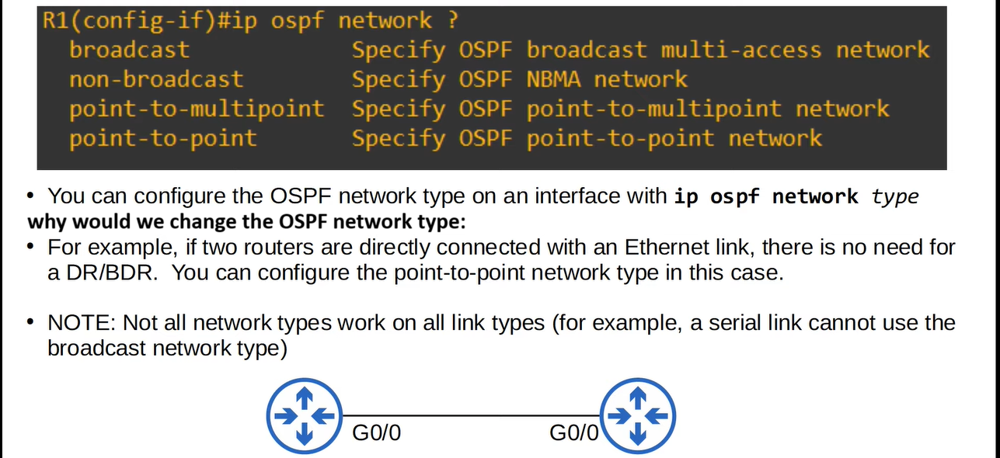 R1(config-if)#ip ospf network ?
broadcast Specify OSPF broadcast multi-access network
non-broadcast Specify OSPF NBMA network
point-to-multipoint Specify OSPF point-to-multipoint network
point-to-point Specify OSPF point-to-point network
• You can configure the OSPF network type on an interface with ip ospf network type
why would we change the OSPF network type:
• For example, if two routers are directly connected with an Ethernet link, there is no need for
a DR/BDR. You can configure the point-to-point network type in this case.
• NOTE: Not all network types work on all link types (for example, a serial link cannot use the
broadcast network type)
G0/0 G0/0